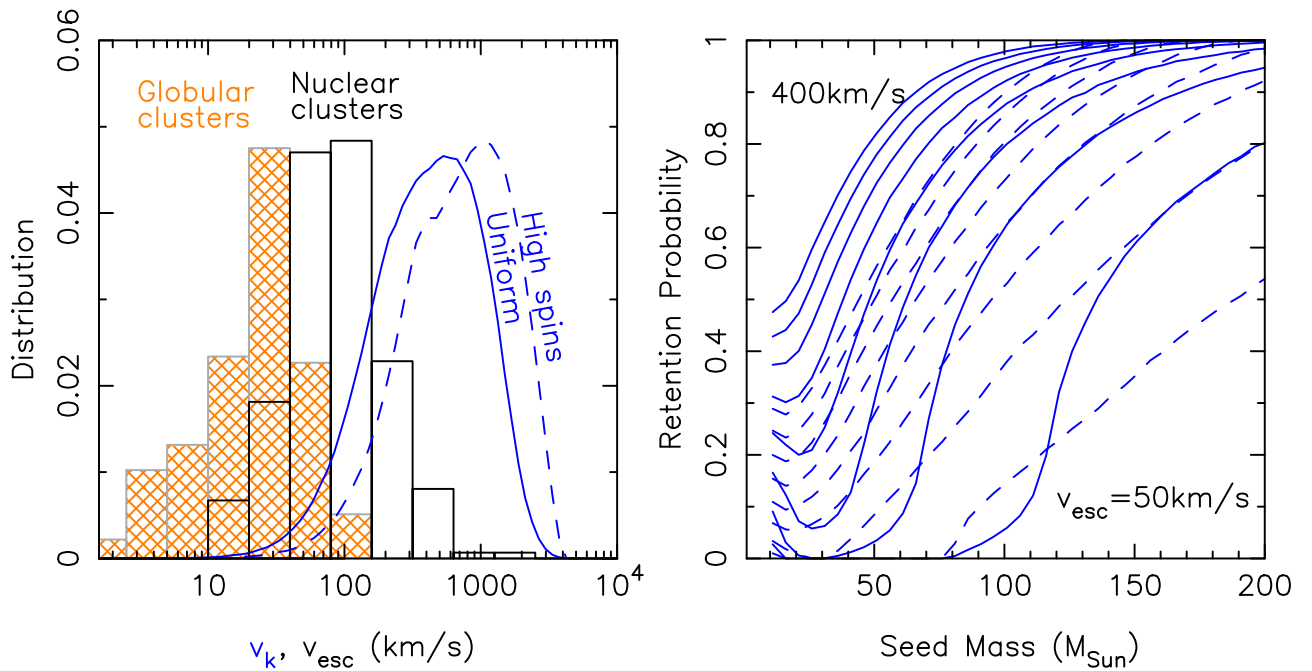 0.06
0.04
0.02
0
Distribution
Globular
clusters
Nuclear
clusters
Uniform
High spins
10
100
1000
10⁴
v_k, v_esc (km/s)
1
0.8
0.6
0.4
0.2
0
Retention Probability
400km/s
v_esc=50km/s
50
100
150
200
Seed Mass (M_Sun)